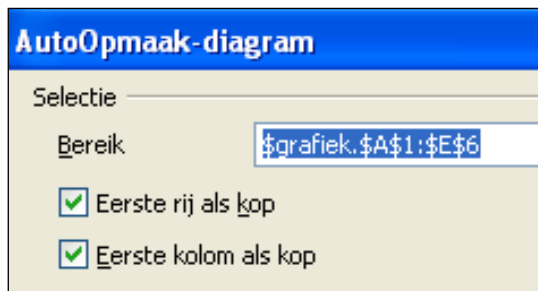 AutoOpmaak-diagram
Selectie
Bereik $grafiek.$A$1:$E$6
Eerste rij als kop
Eerste kolom als kop